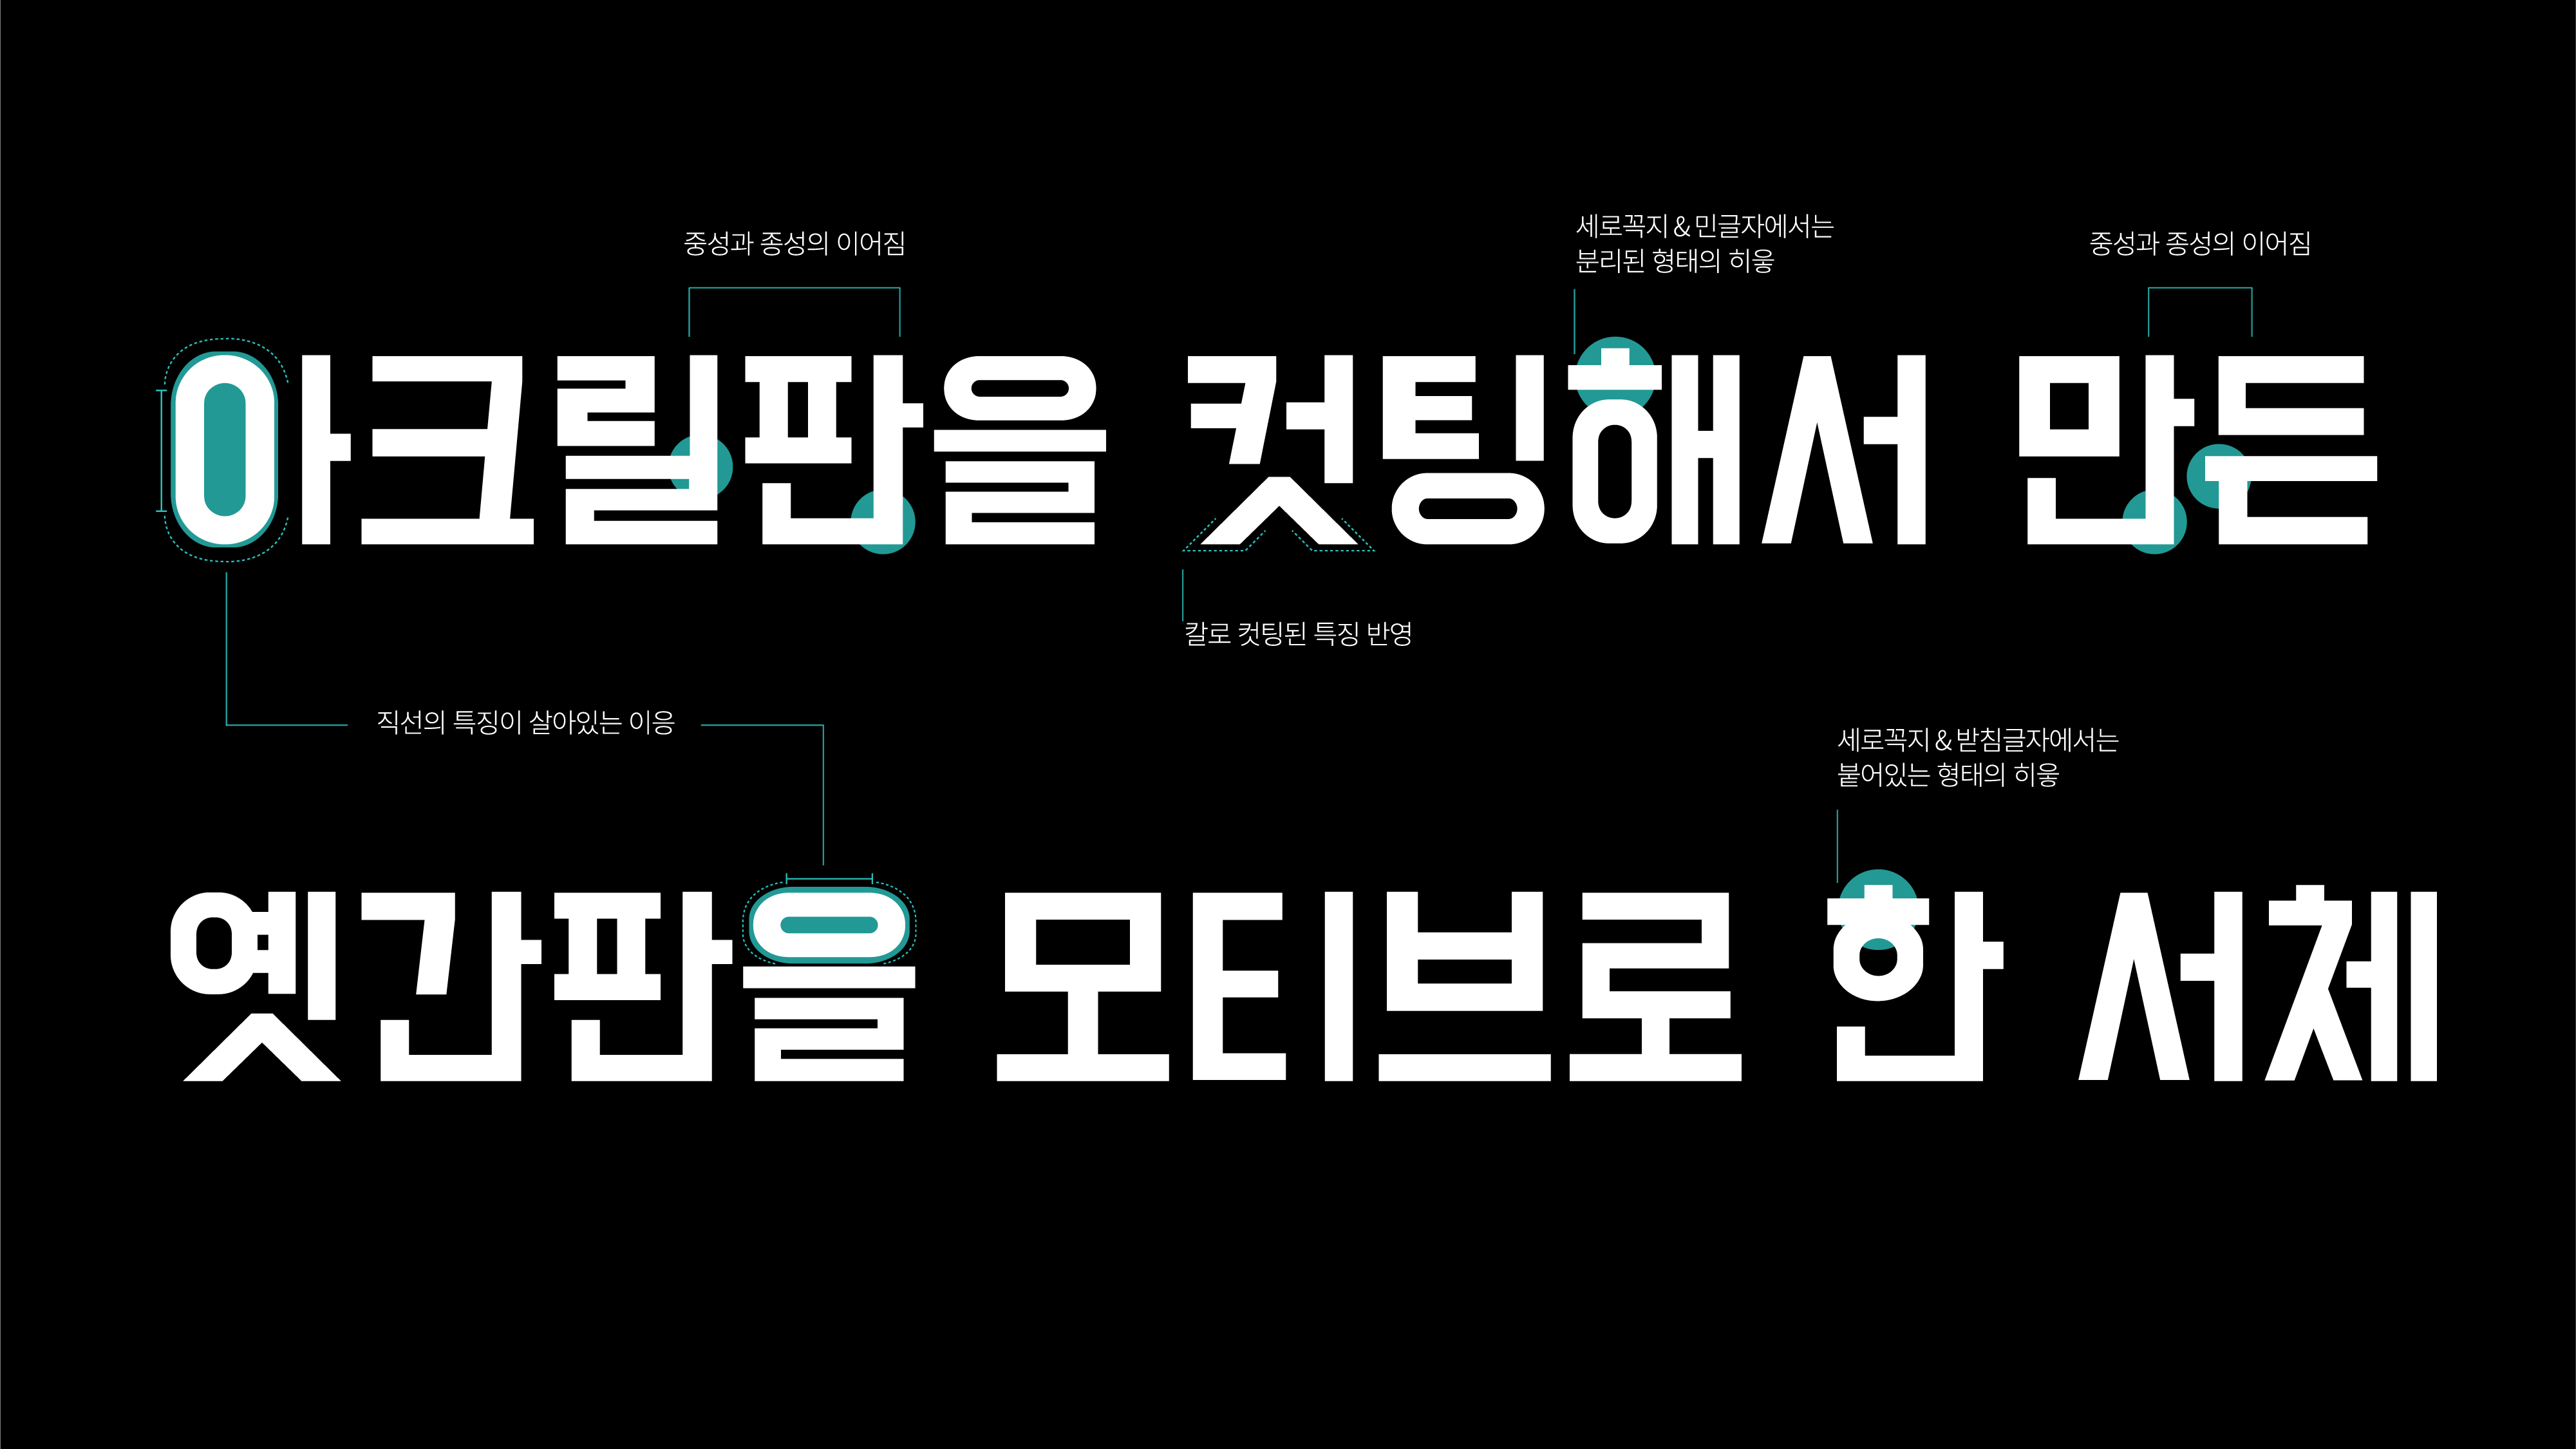 중성과 종성의 이어짐
세로꼭지 & 민글자에서는
분리된 형태의 히읗
중성과 종성의 이어짐
아크릴판을 컷팅해서 만든
칼로 컷팅된 특징 반영
직선의 특징이 살아있는 이응
세로꼭지 & 받침글자에서는
붙어있는 형태의 히읗
옛간판을 모티브로 한 서체